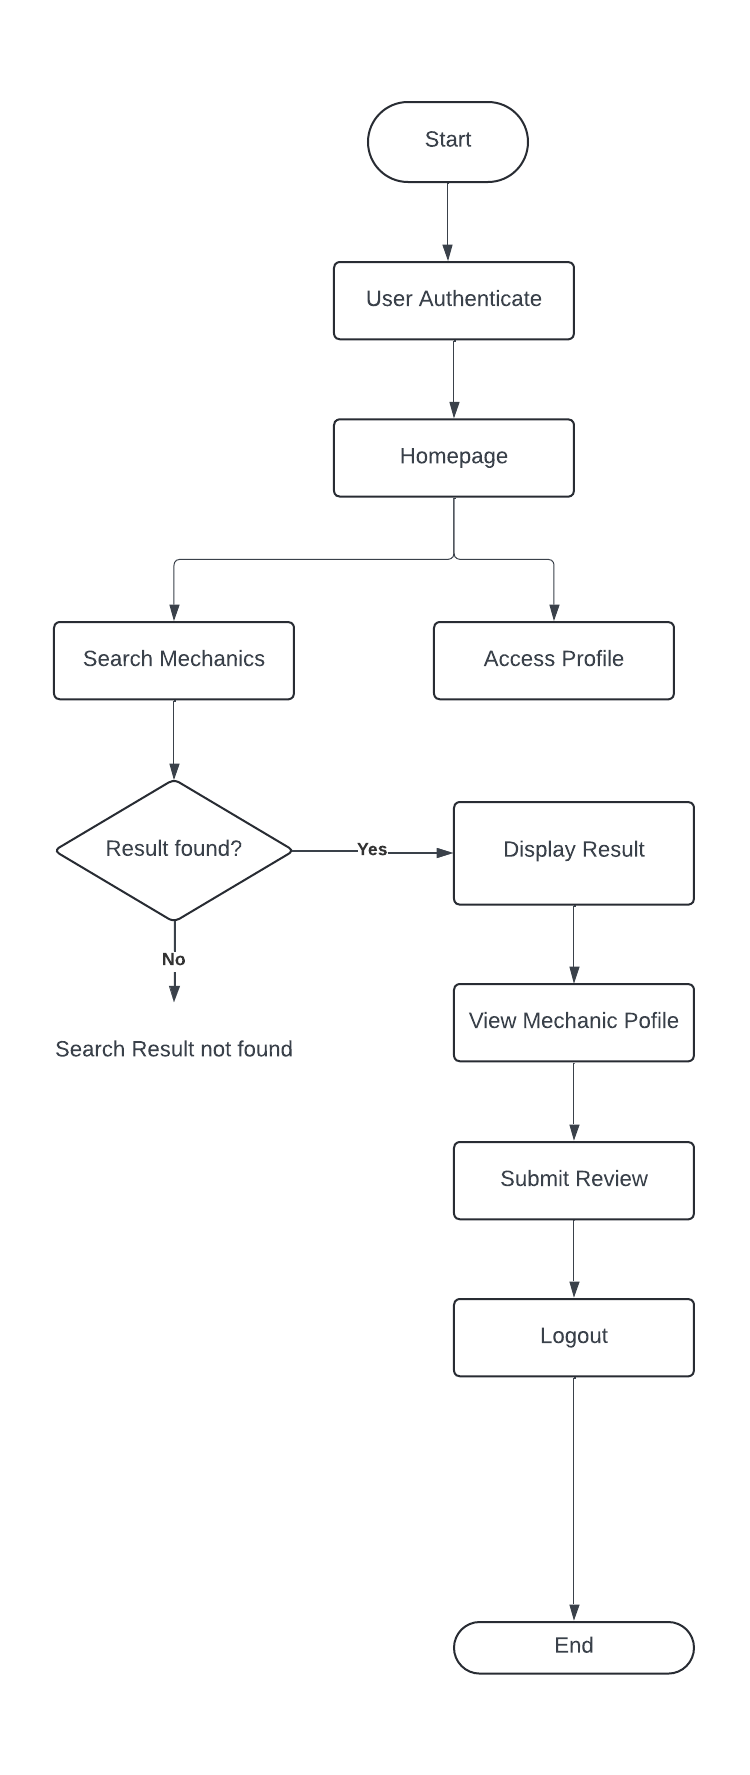 Start
User Authenticate
Homepage
Search Mechanics
Access Profile
Result found?
Yes
Display Result
No
View Mechanic Pofile
Search Result not found
Submit Review
Logout
End